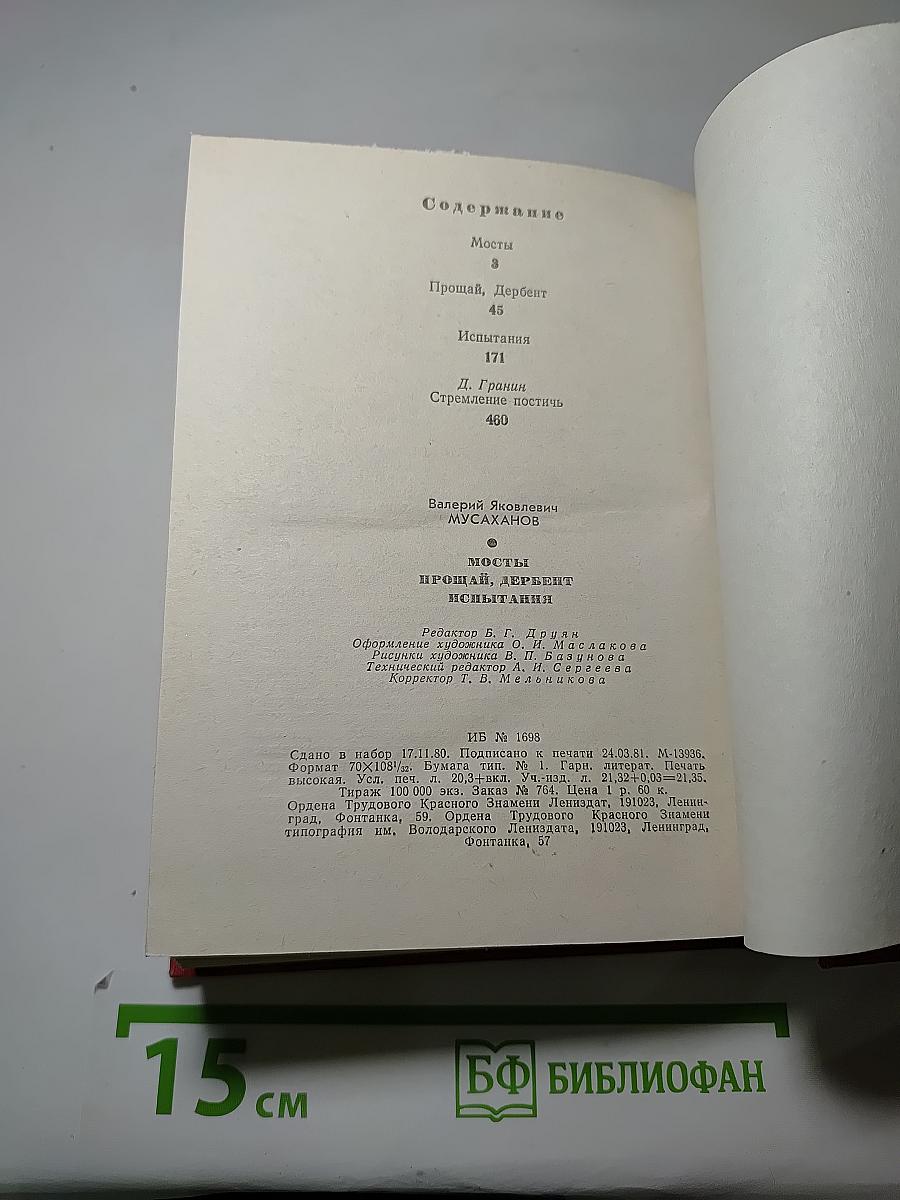 Содержание
Мосты
3
Прощай, Дербент
45
Испытания
171
Д. Гранин
Стремление постичь
460
Валерий Яковлевич
МУСАХАНОВ
МОСТЫ
ПРОЩАЙ, ДЕРБЕНТ
ИСПЫТАНИЯ
Редактор Б. Г. Друян
Оформление художника О. И. Маслакова
Рисунки художника В. П. Базунова
Технический редактор А. И. Сергеева
Корректор Т. В. Мельникова
ИБ № 1698
Сдано в набор 17.11.80. Подписано к печати 24.03.81. М-13936.
Формат 70×108¹/₃₂. Бумага тип. № 1. Гарн. литерат. Печать
высокая. Усл. печ. л. 20,3+вкл. Уч.-изд. л. 21,32+0,03=21,35.
Тираж 100 000 экз. Заказ № 764. Цена 1 р. 60 к.
Ордена Трудового Красного Знамени Лениздат, 191023, Ленин-
град, Фонтанка, 59. Ордена Трудового Красного Знамени
типография им. Володарского Лениздата, 191023, Ленинград,
Фонтанка, 57
15 см
БФ БИБЛИОФАН